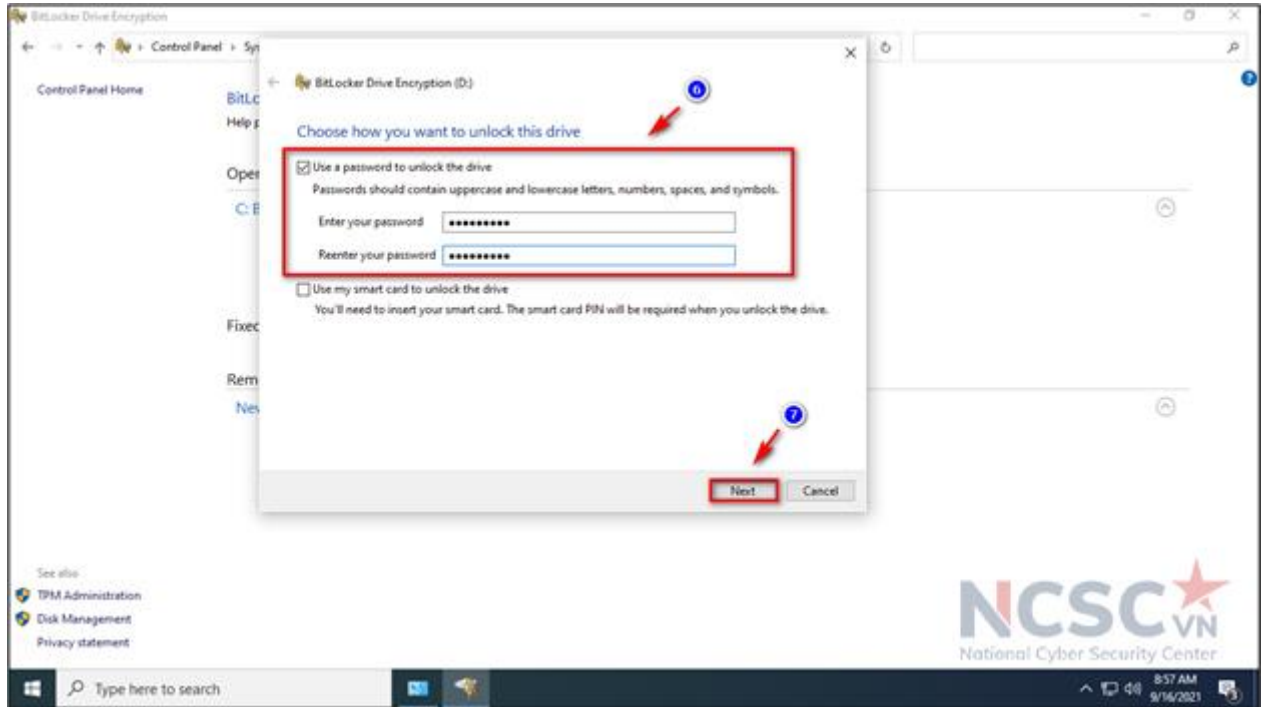 BitLocker Drive Encryption
Control Panel › Sy
Control Panel Home
BitLo
Help p
Oper
C: B
Fixed
Rem
Nev
BitLocker Drive Encryption (D:)
6
Choose how you want to unlock this drive
Use a password to unlock the drive
Passwords should contain uppercase and lowercase letters, numbers, spaces, and symbols.
Enter your password
Reenter your password
Use my smart card to unlock the drive
You'll need to insert your smart card. The smart card PIN will be required when you unlock the drive.
7
Next Cancel
See also
TPM Administration
Disk Management
Privacy statement
NCSC VN
National Cyber Security Center
Type here to search
8:57 AM
9/16/2021
3